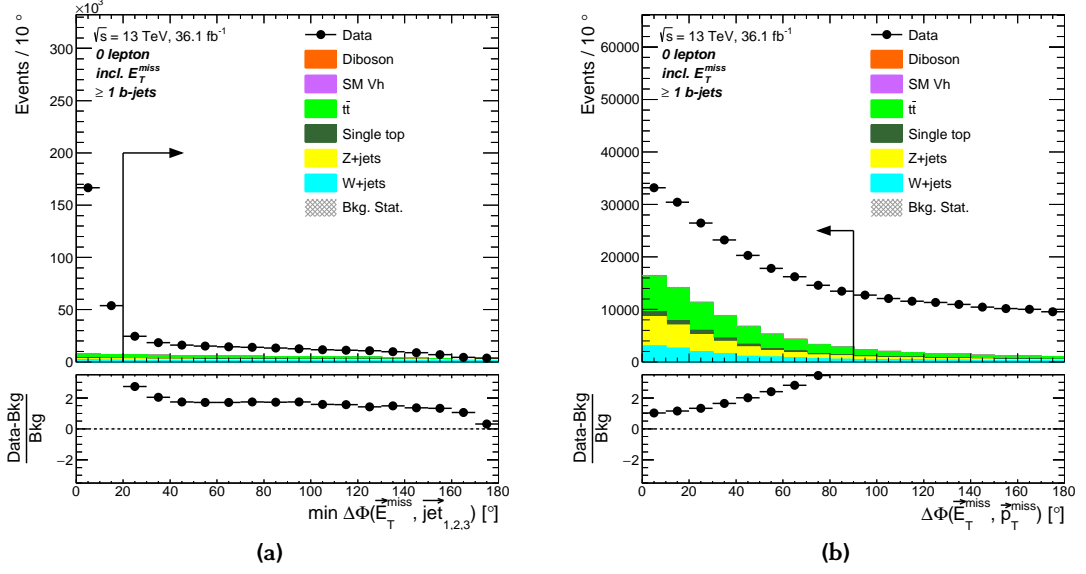 ×10³
Events / 10 °
300
250
200
150
100
50
0
√s = 13 TeV, 36.1 fb⁻¹
0 lepton
incl. E_T^miss
≥ 1 b-jets
Data
Diboson
SM Vh
tt̄
Single top
Z+jets
W+jets
Bkg. Stat.
Data-Bkg
Bkg
2
0
−2
0 20 40 60 80 100 120 140 160 180
min ΔΦ(E_T^miss, jet_1,2,3) [°]
(a)
Events / 10 °
60000
50000
40000
30000
20000
10000
0
√s = 13 TeV, 36.1 fb⁻¹
0 lepton
incl. E_T^miss
≥ 1 b-jets
Data
Diboson
SM Vh
tt̄
Single top
Z+jets
W+jets
Bkg. Stat.
Data-Bkg
Bkg
2
0
−2
0 20 40 60 80 100 120 140 160 180
ΔΦ(E_T^miss, p_T^miss) [°]
(b)